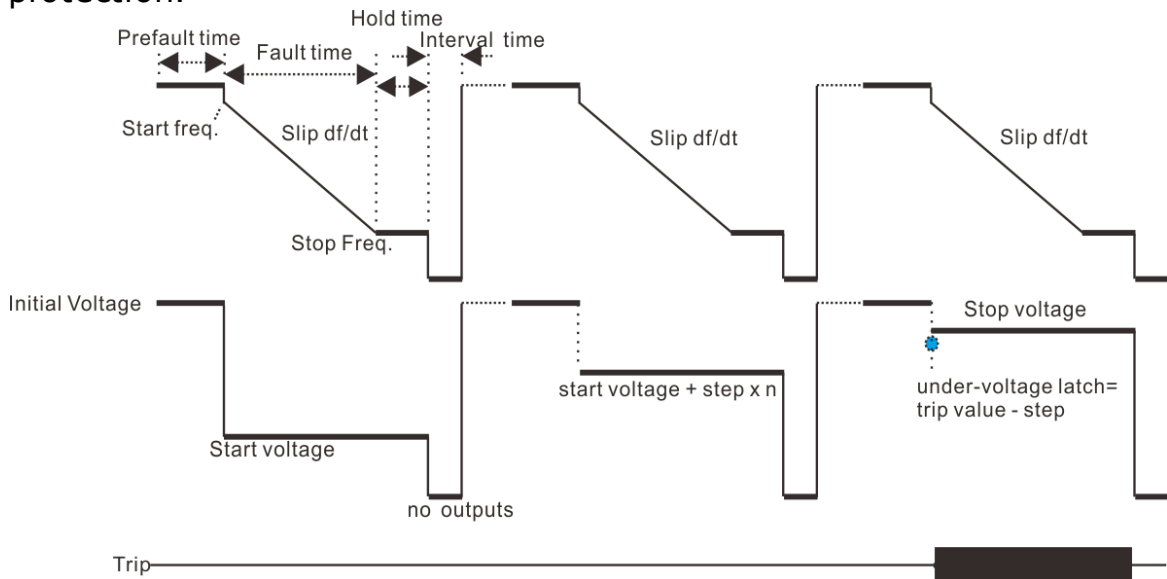 protection.
Hold time
Prefault time
Fault time
Interval time
Start freq.
Slip df/dt
Slip df/dt
Slip df/dt
Stop Freq.
Initial Voltage
Stop voltage
start voltage + step x n
under-voltage latch=
trip value - step
Start voltage
no outputs
Trip